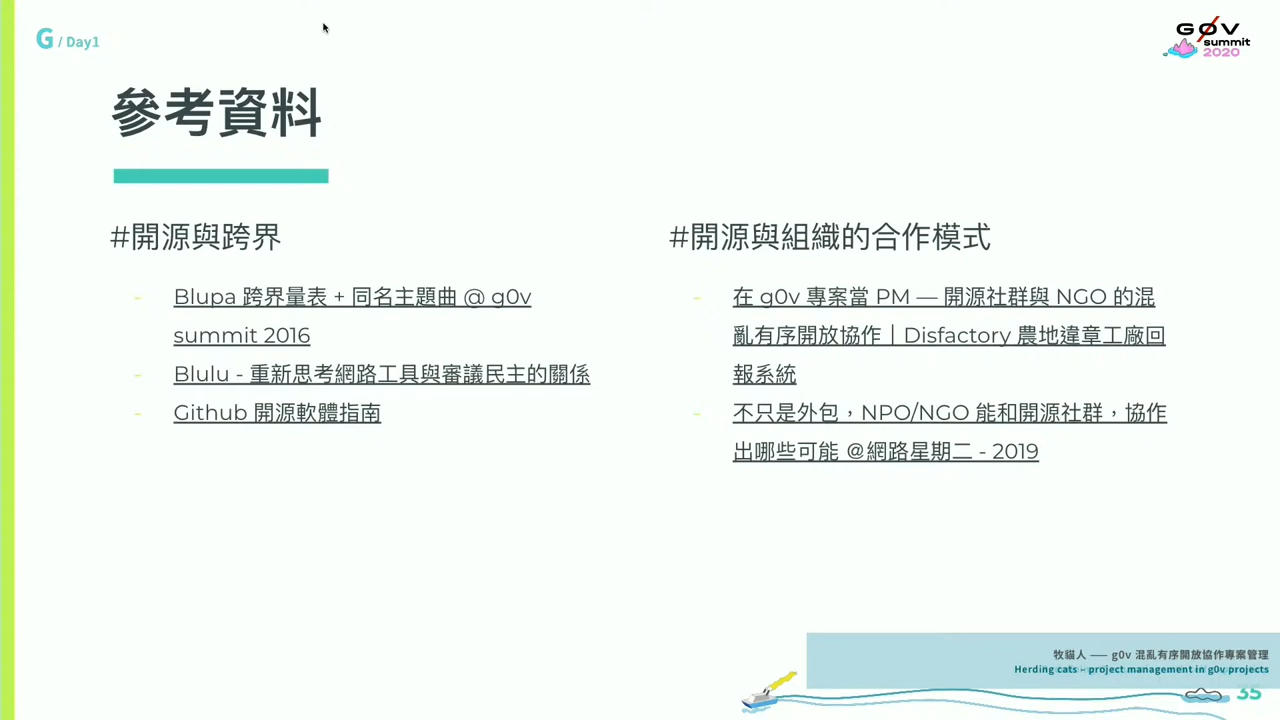 G / Day1
G0V
summit
2020
參考資料
#開源與跨界
- Blupa 跨界量表 + 同名主題曲 @ g0v
summit 2016
- Blulu - 重新思考網路工具與審議民主的關係
- Github 開源軟體指南
#開源與組織的合作模式
- 在 g0v 專案當 PM — 開源社群與 NGO 的混
亂有序開放協作｜Disfactory 農地違章工廠回
報系統
- 不只是外包，NPO/NGO 能和開源社群，協作
出哪些可能 @網路星期二 - 2019
牧貓人 —— g0v 混亂有序開放協作專案管理
Herding cats - project management in g0v projects
35